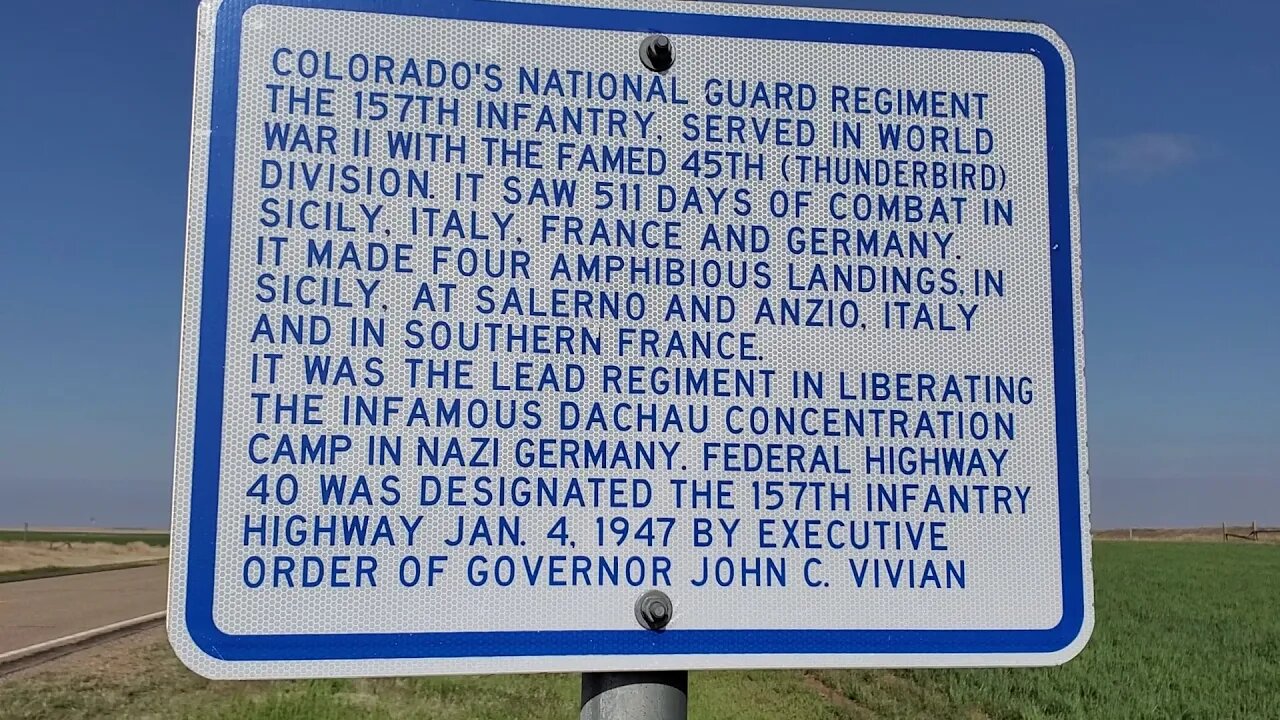 COLORADO'S NATIONAL GUARD REGIMENT
THE 157TH INFANTRY, SERVED IN WORLD
WAR II WITH THE FAMED 45TH (THUNDERBIRD)
DIVISION. IT SAW 511 DAYS OF COMBAT IN
SICILY, ITALY, FRANCE AND GERMANY.
IT MADE FOUR AMPHIBIOUS LANDINGS, IN
SICILY, AT SALERNO AND ANZIO, ITALY
AND IN SOUTHERN FRANCE.
IT WAS THE LEAD REGIMENT IN LIBERATING
THE INFAMOUS DACHAU CONCENTRATION
CAMP IN NAZI GERMANY. FEDERAL HIGHWAY
40 WAS DESIGNATED THE 157TH INFANTRY
HIGHWAY JAN. 4, 1947 BY EXECUTIVE
ORDER OF GOVERNOR JOHN C. VIVIAN